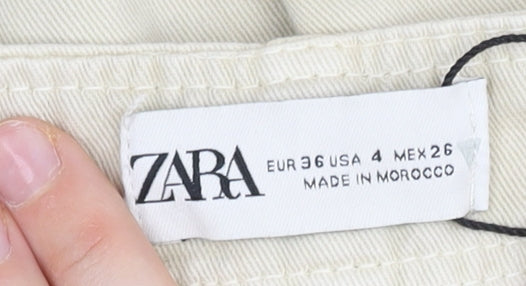 ZARA
EUR 36 USA 4 MEX 26
MADE IN MOROCCO